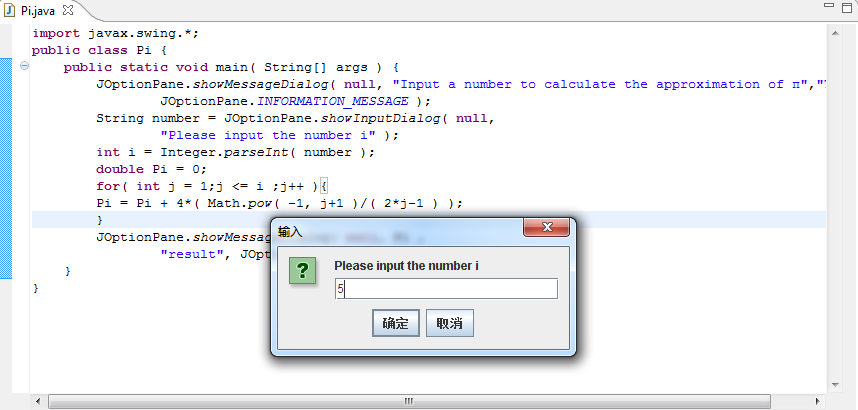 Pi.java
import javax.swing.*;
public class Pi {
public static void main( String[] args ) {
JOptionPane.showMessageDialog( null, "Input a number to calculate the approximation of π","
JOptionPane.INFORMATION_MESSAGE );
String number = JOptionPane.showInputDialog( null,
"Please input the number i" );
int i = Integer.parseInt( number );
double Pi = 0;
for( int j = 1;j <= i ;j++ ){
Pi = Pi + 4*( Math.pow( -1, j+1 )/( 2*j-1 ) );
}
JOptionPane.showMessag
"result", JOpt
}
}
输入
Please input the number i
5
确定 取消